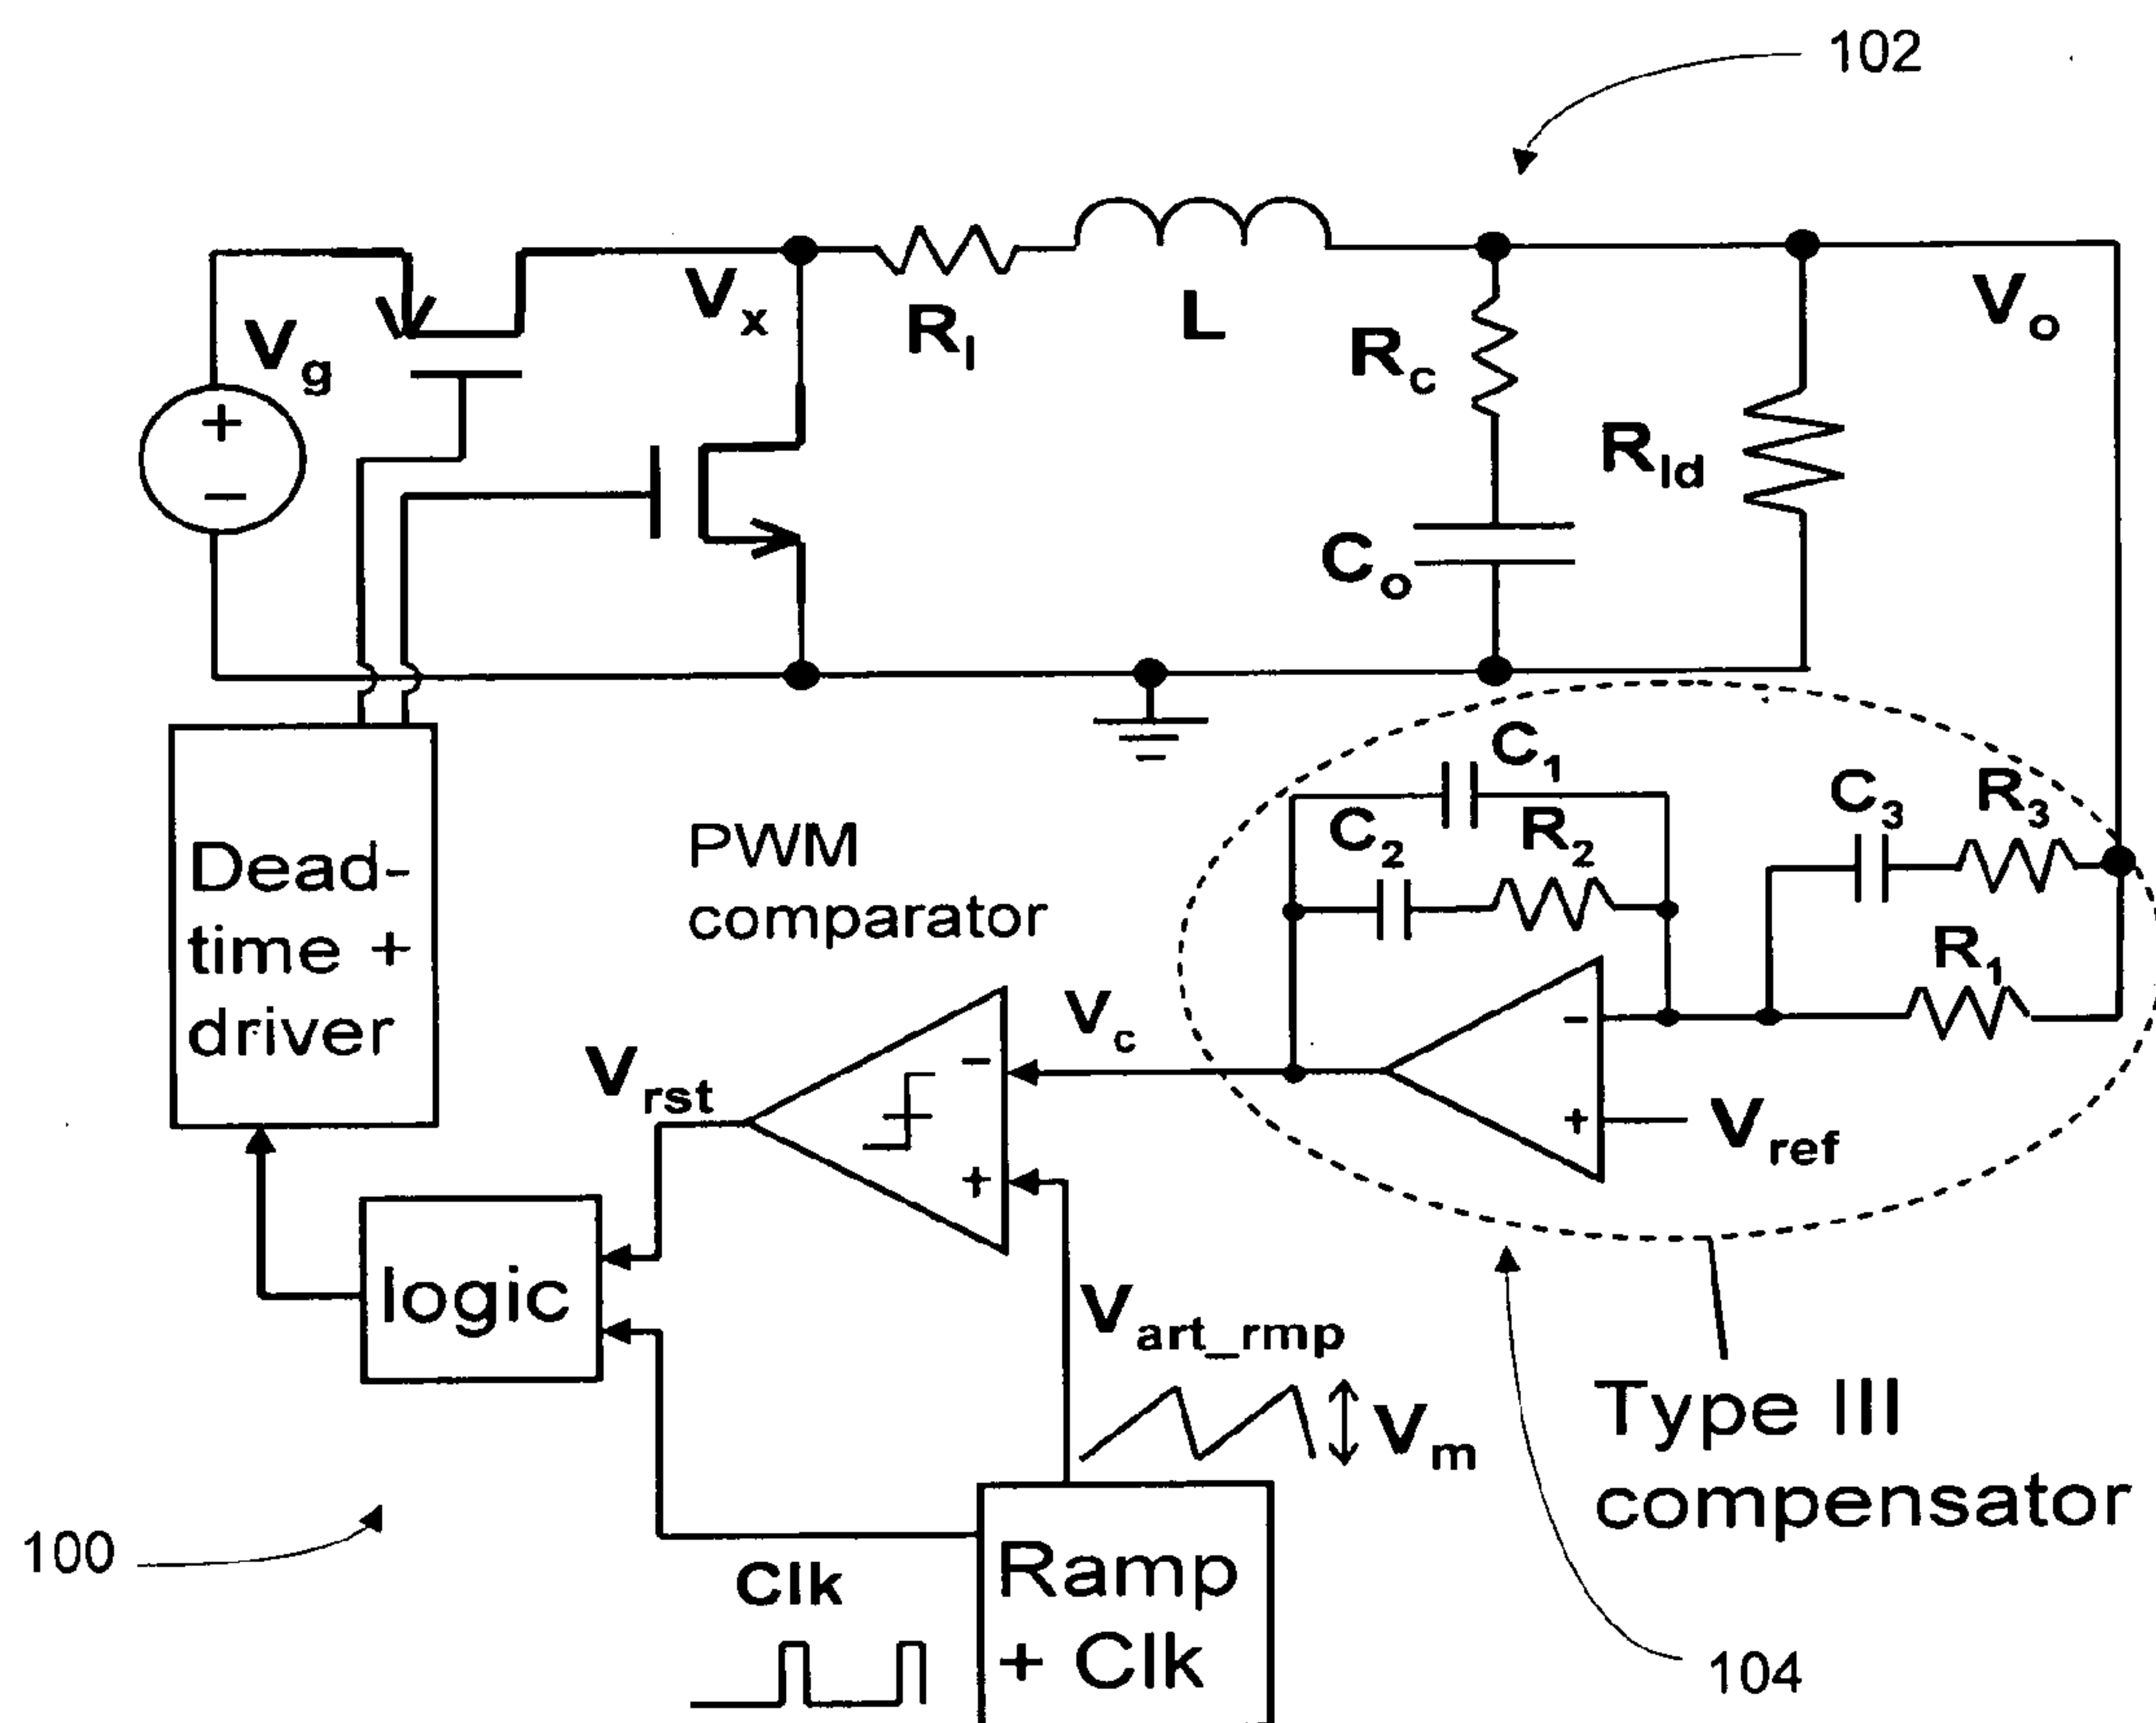 102
Vg
Vx
Rl
L
Rc
Rld
Vo
+
−
Co
Dead-
time +
driver
PWM
comparator
C1
C2
R2
C3
R3
R1
Vc
−
+
Vref
Vrst
−
+
logic
Vart_rmp
Vm
Type III
compensator
100
Clk
Ramp
+ Clk
104